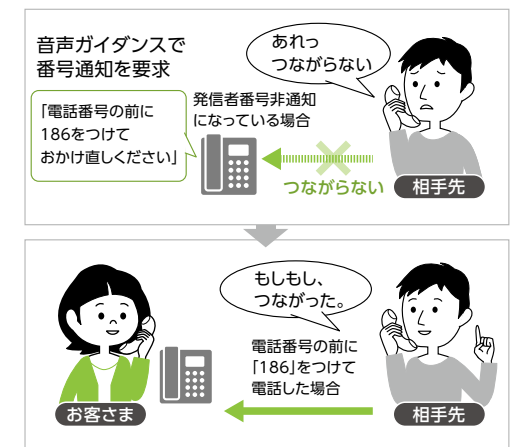 音声ガイダンスで
番号通知を要求
あれっ
つながらない
「電話番号の前に
186をつけて
おかけ直しください」
発信者番号非通知
になっている場合
つながらない
相手先
もしもし、
つながった。
電話番号の前に
「186」をつけて
電話した場合
お客さま
相手先